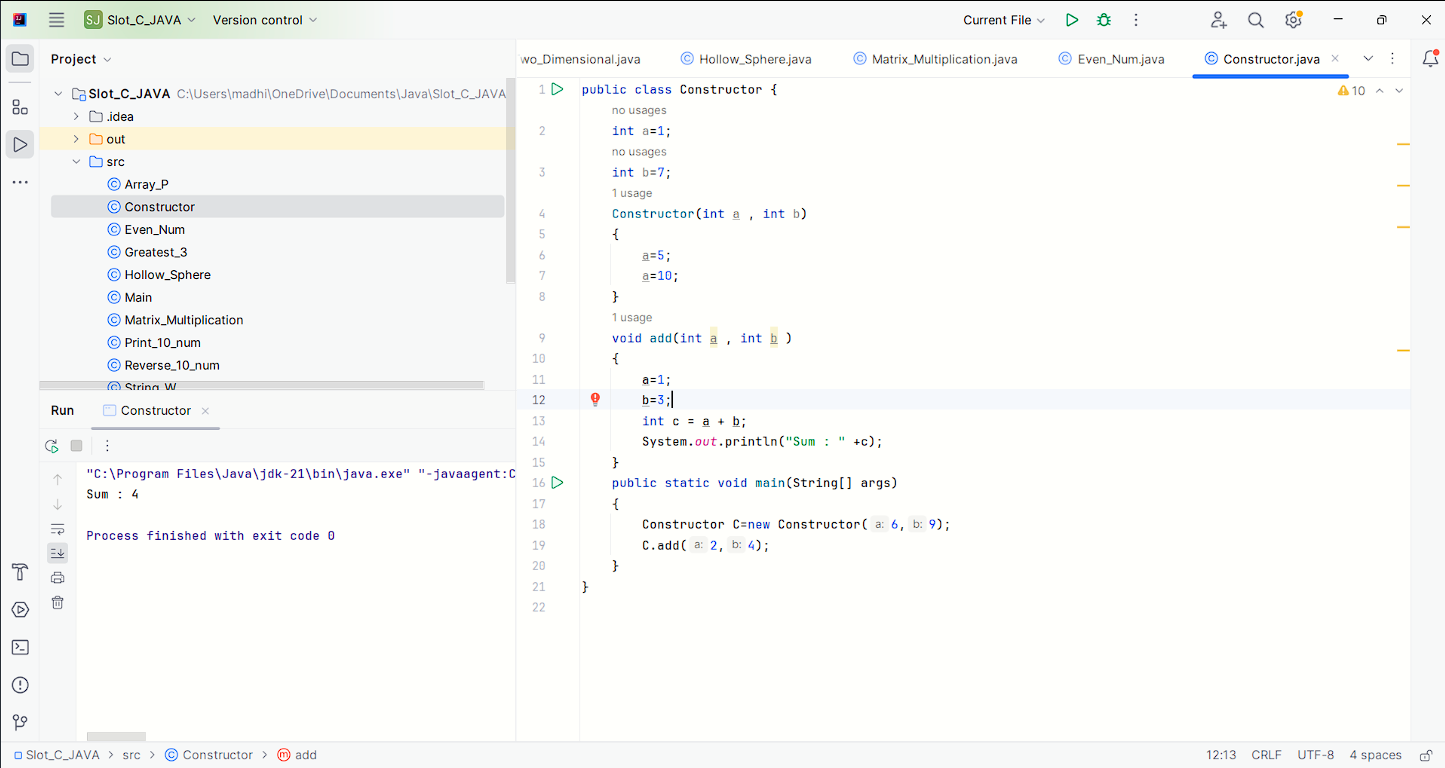 SJ Slot_C_JAVA Version control Current File
Project
Slot_C_JAVA C:\Users\madhi\OneDrive\Documents\Java\Slot_C_JAVA
.idea
out
src
Array_P
Constructor
Even_Num
Greatest_3
Hollow_Sphere
Main
Matrix_Multiplication
Print_10_num
Reverse_10_num
String_W
wo_Dimensional.java Hollow_Sphere.java Matrix_Multiplication.java Even_Num.java Constructor.java
10
1 public class Constructor {
no usages
2 int a=1;
no usages
3 int b=7;
1 usage
4 Constructor(int a , int b)
5 {
6 a=5;
7 a=10;
8 }
1 usage
9 void add(int a , int b )
10 {
11 a=1;
12 b=3;
13 int c = a + b;
14 System.out.println("Sum : " +c);
15 }
16 public static void main(String[] args)
17 {
18 Constructor C=new Constructor( a: 6, b: 9);
19 C.add( a: 2, b: 4);
20 }
21 }
22
Run Constructor
"C:\Program Files\Java\jdk-21\bin\java.exe" "-javaagent:C
Sum : 4
Process finished with exit code 0
Slot_C_JAVA > src > Constructor > m add
12:13 CRLF UTF-8 4 spaces